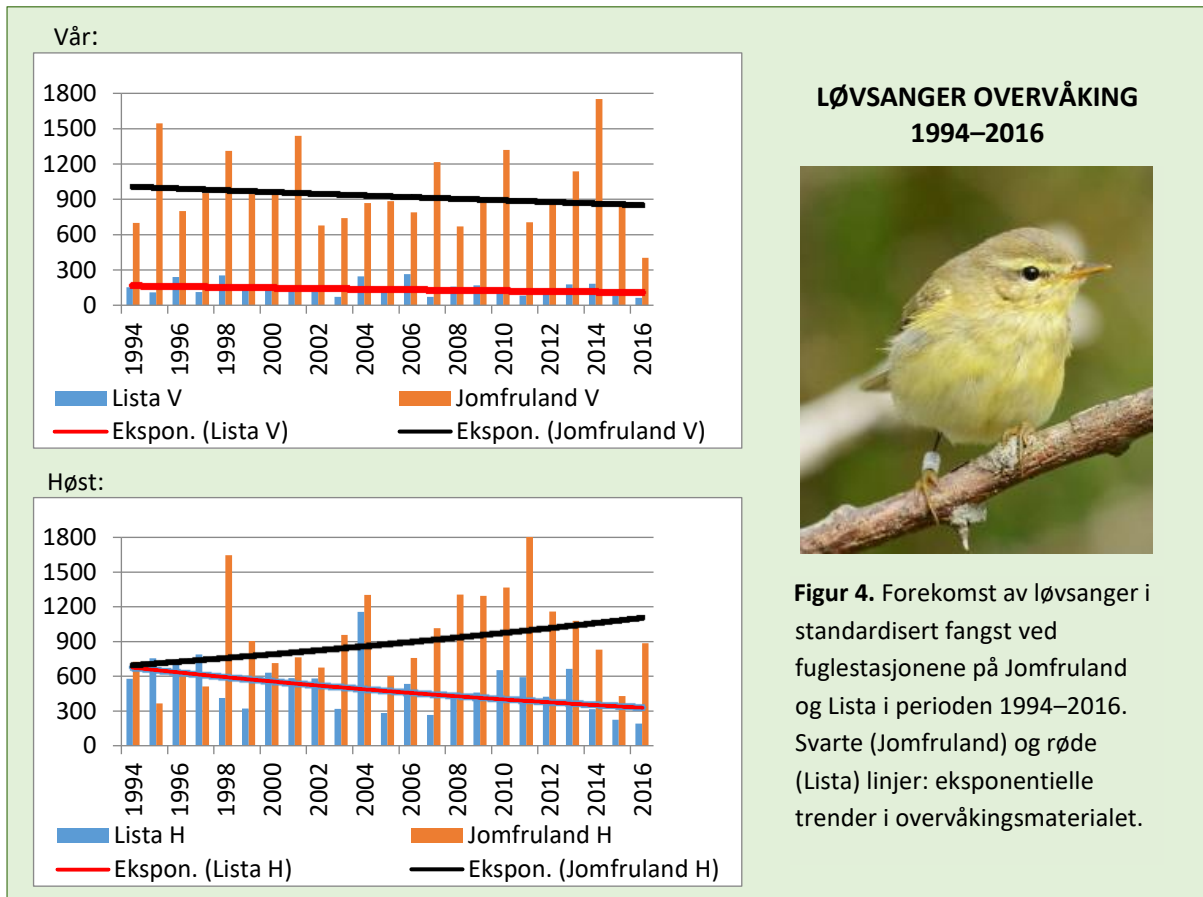 Vår:
1800
1500
1200
900
600
300
0
1994 1996 1998 2000 2002 2004 2006 2008 2010 2012 2014 2016
Lista V Jomfruland V
Ekspon. (Lista V) Ekspon. (Jomfruland V)
Høst:
1800
1500
1200
900
600
300
0
1994 1996 1998 2000 2002 2004 2006 2008 2010 2012 2014 2016
Lista H Jomfruland H
Ekspon. (Lista H) Ekspon. (Jomfruland H)
LØVSANGER OVERVÅKING
1994–2016
Figur 4. Forekomst av løvsanger i
standardisert fangst ved
fuglestasjonene på Jomfruland
og Lista i perioden 1994–2016.
Svarte (Jomfruland) og røde
(Lista) linjer: eksponentielle
trender i overvåkingsmaterialet.